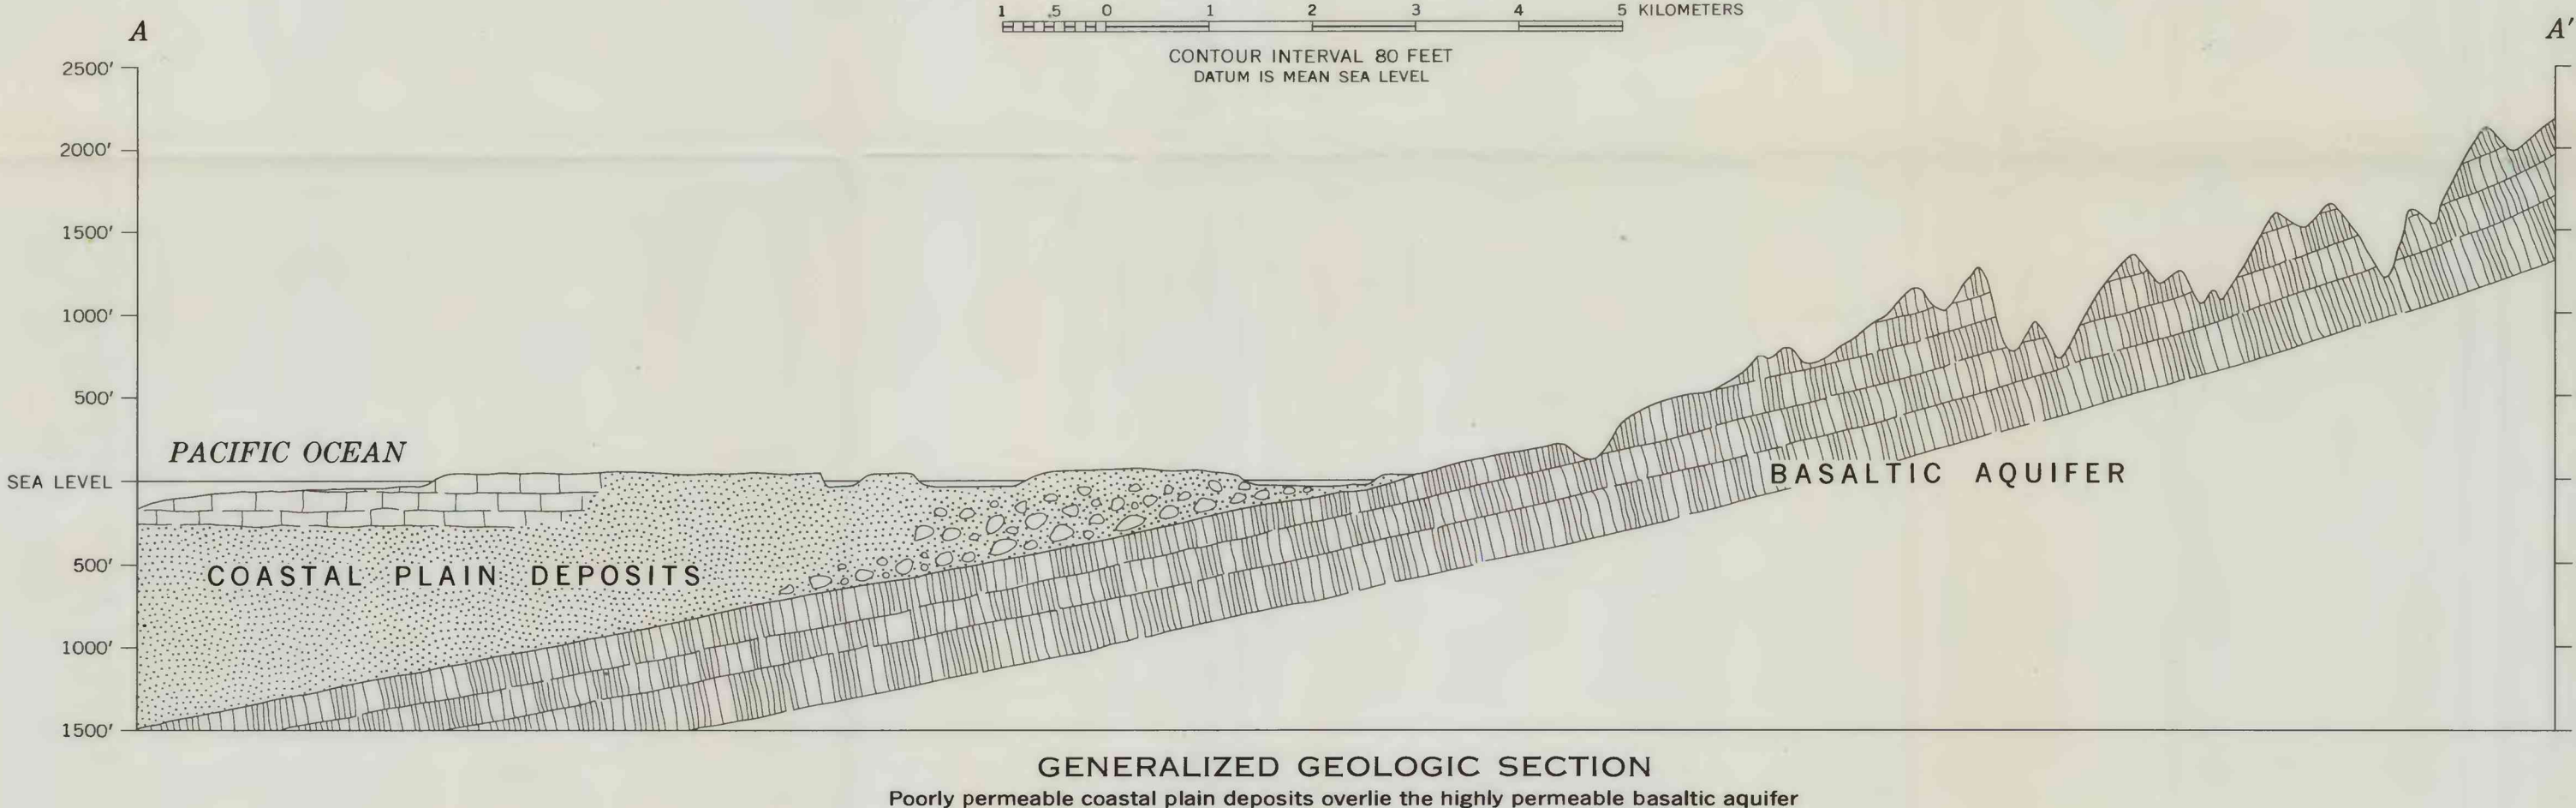 1 .5 0 1 2 3 4 5 KILOMETERS
CONTOUR INTERVAL 80 FEET
DATUM IS MEAN SEA LEVEL
A A'
2500'
2000'
1500'
1000'
500'
PACIFIC OCEAN
SEA LEVEL
BASALTIC AQUIFER
500'
COASTAL PLAIN DEPOSITS
1000'
1500'
GENERALIZED GEOLOGIC SECTION
Poorly permeable coastal plain deposits overlie the highly permeable basaltic aquifer